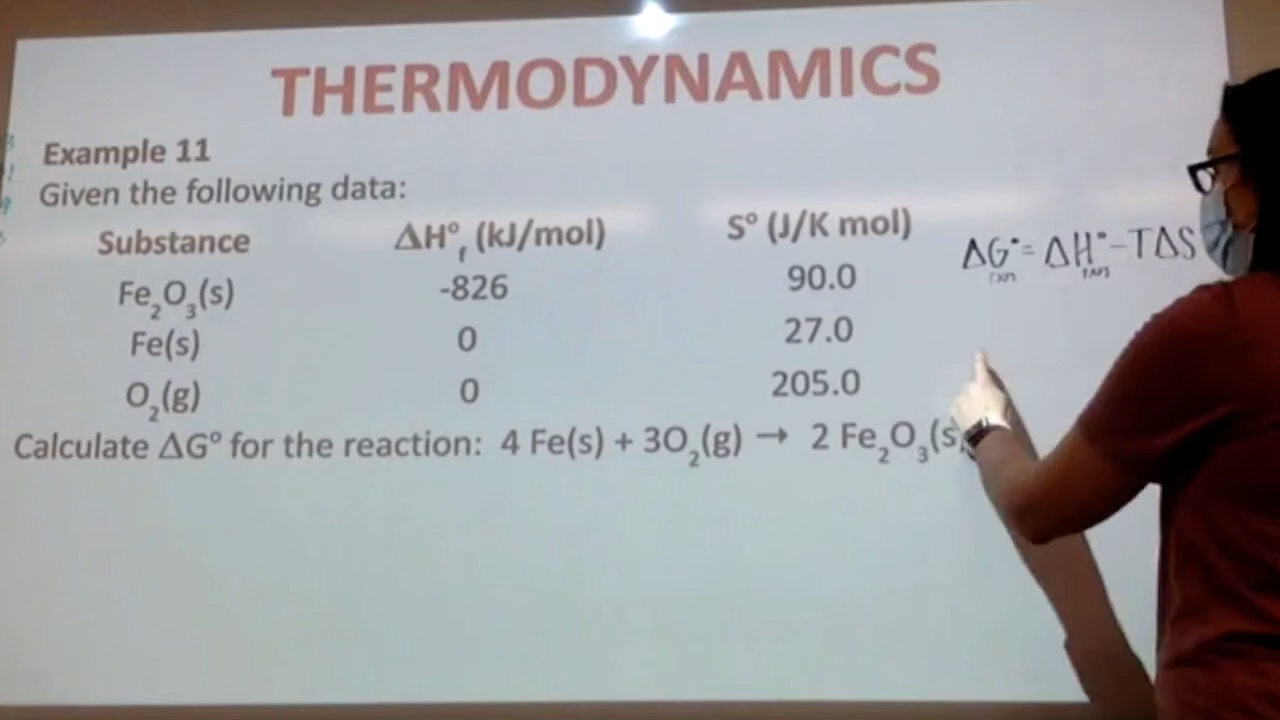 THERMODYNAMICS
Example 11
Given the following data:
Substance ΔH°f (kJ/mol) S° (J/K mol)
Fe2O3(s) -826 90.0
Fe(s) 0 27.0
O2(g) 0 205.0
Calculate ΔG° for the reaction: 4 Fe(s) + 3O2(g) → 2 Fe2O3(s)
ΔG°rxn = ΔH°rxn - TΔS